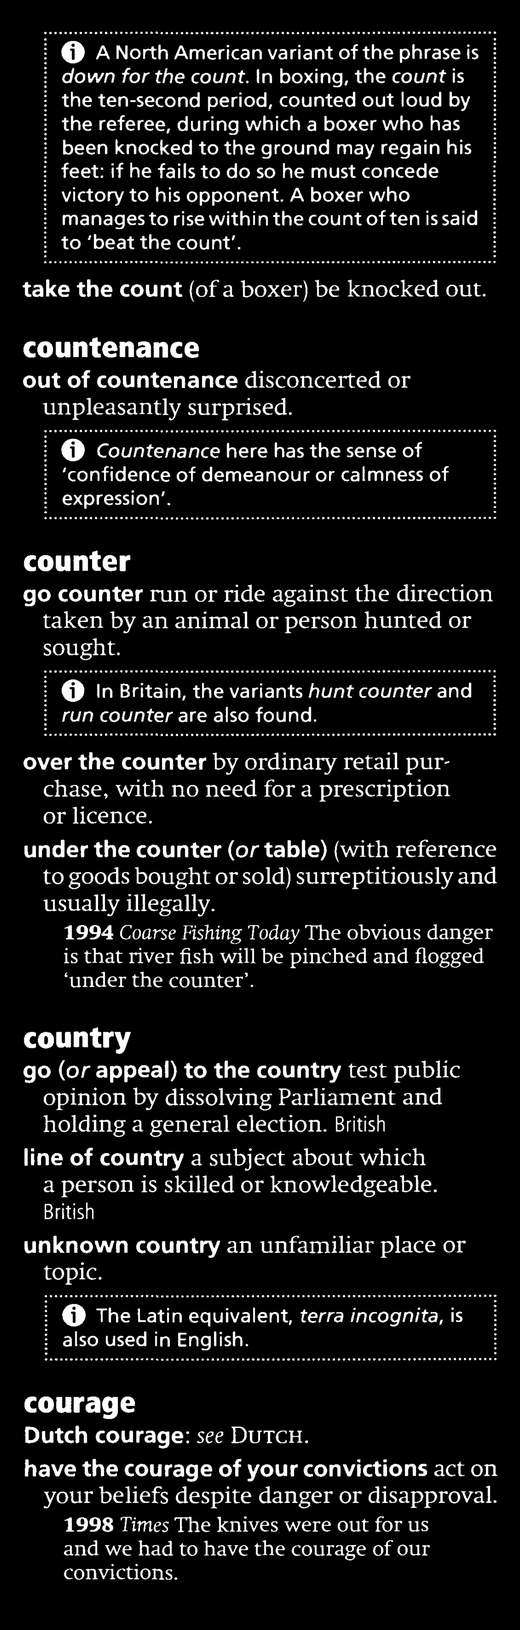 ⓘ A North American variant of the phrase is
down for the count. In boxing, the count is
the ten-second period, counted out loud by
the referee, during which a boxer who has
been knocked to the ground may regain his
feet: if he fails to do so he must concede
victory to his opponent. A boxer who
manages to rise within the count of ten is said
to ‘beat the count’.
take the count (of a boxer) be knocked out.
countenance
out of countenance disconcerted or
unpleasantly surprised.
ⓘ Countenance here has the sense of
‘confidence of demeanour or calmness of
expression’.
counter
go counter run or ride against the direction
taken by an animal or person hunted or
sought.
ⓘ In Britain, the variants hunt counter and
run counter are also found.
over the counter by ordinary retail pur-
chase, with no need for a prescription
or licence.
under the counter (or table) (with reference
to goods bought or sold) surreptitiously and
usually illegally.
1994 Coarse Fishing Today The obvious danger
is that river fish will be pinched and flogged
‘under the counter’.
country
go (or appeal) to the country test public
opinion by dissolving Parliament and
holding a general election. British
line of country a subject about which
a person is skilled or knowledgeable.
British
unknown country an unfamiliar place or
topic.
ⓘ The Latin equivalent, terra incognita, is
also used in English.
courage
Dutch courage: see DUTCH.
have the courage of your convictions act on
your beliefs despite danger or disapproval.
1998 Times The knives were out for us
and we had to have the courage of our
convictions.